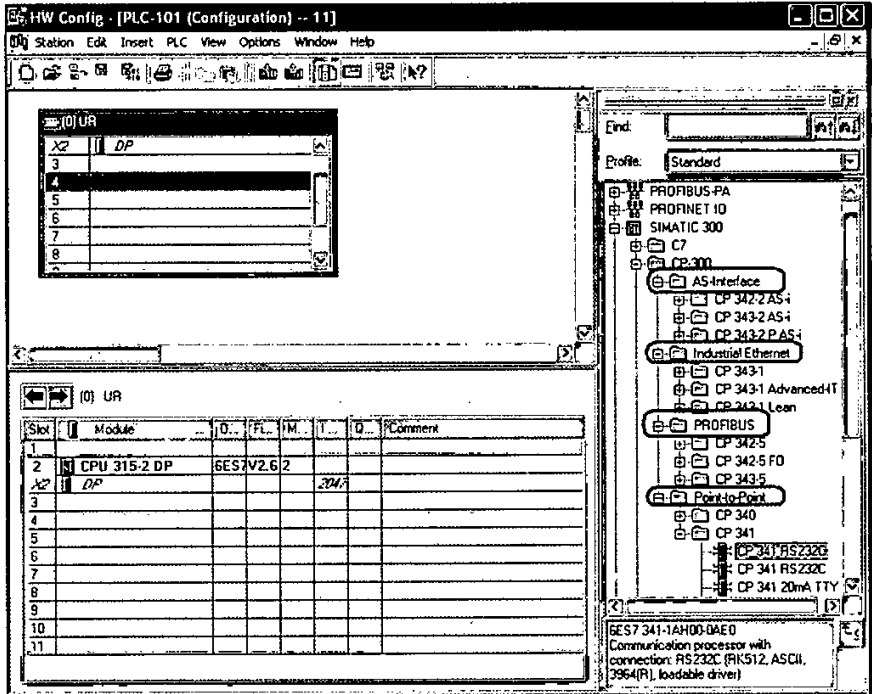 HW Config - [PLC-101 (Configuration) -- 11]
Station Edit Insert PLC View Options Window Help
(0) UR
X2 DP
3
4
5
6
7
8
Find:
Profile: Standard
PROFIBUS-PA
PROFINET IO
SIMATIC 300
C7
CP-300
AS-Interface
CP 342-2 AS-i
CP 343-2 AS-i
CP 343-2 P AS-i
Industrial Ethernet
CP 343-1
CP 343-1 Advanced-IT
CP 343-1 Lean
PROFIBUS
CP 342-5
CP 342-5 FO
CP 343-5
Point-to-Point
CP 340
CP 341
CP 341 RS232C
CP 341 RS232C
CP 341 20mA TTY
(0) UR
Slot Module ... O... Fi... M... I... Q... Comment
1
2 CPU 315-2 DP 6ES7 V2.6 2
X2 DP 2047
3
4
5
6
7
8
9
10
11
6ES7 341-1AH00-0AE0
Communication processor with
connection: RS232C (RK512, ASCII,
3964(R), loadable driver)